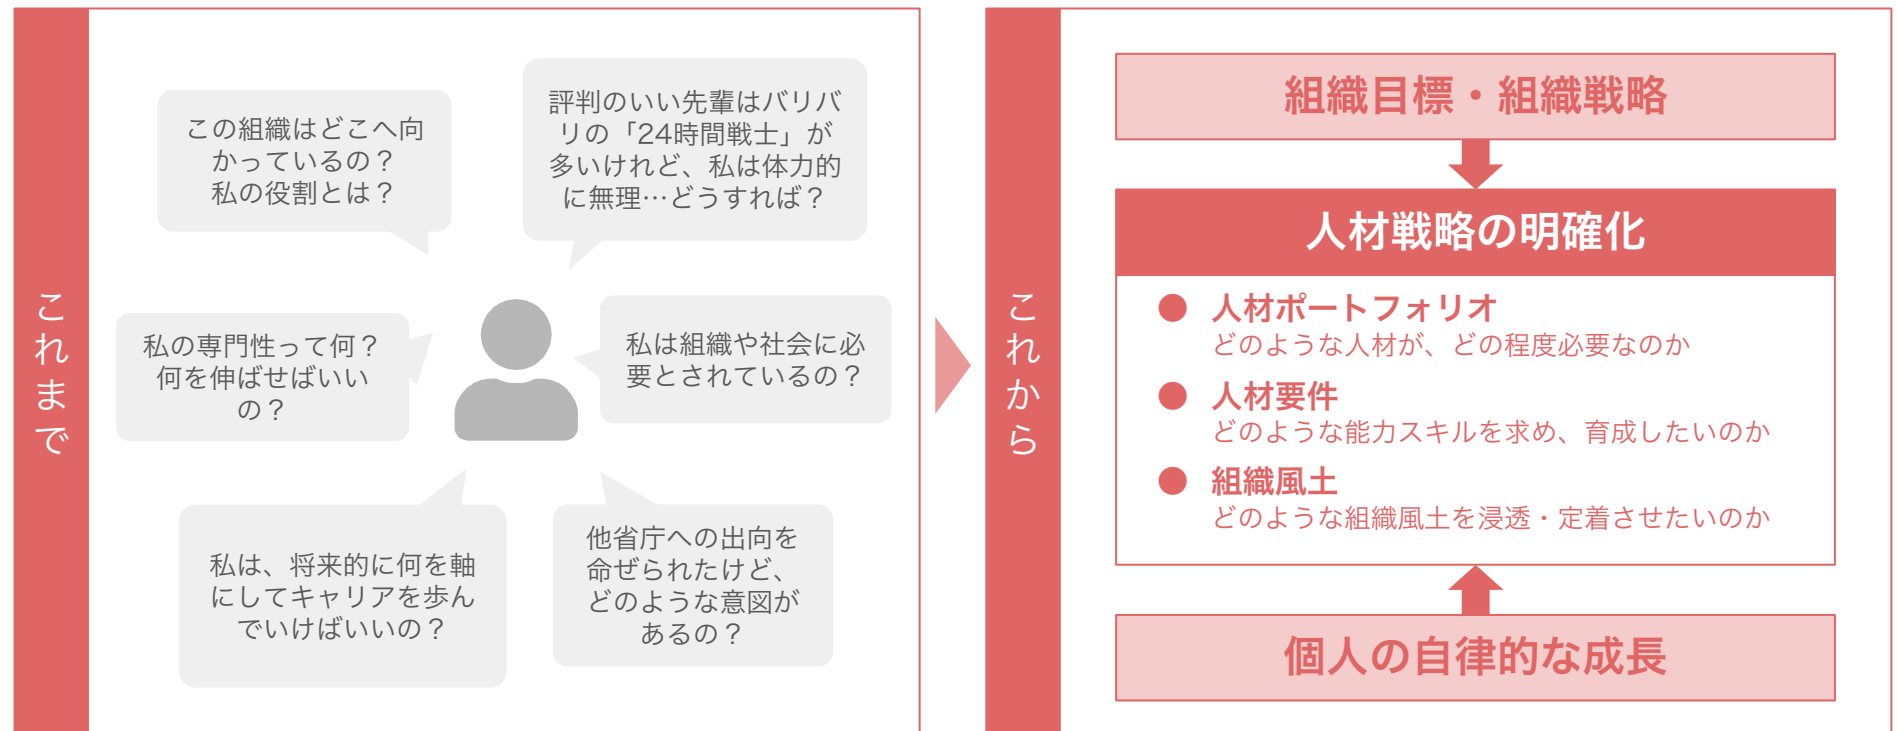 これまで
この組織はどこへ向
かっているの？
私の役割とは？
評判のいい先輩はバリバ
リの「24時間戦士」が
多いけれど、私は体力的
に無理…どうすれば？
私の専門性って何？
何を伸ばせばいい
の？
私は組織や社会に必
要とされているの？
私は、将来的に何を軸
にしてキャリアを歩ん
でいけばいいの？
他省庁への出向を
命ぜられたけど、
どのような意図が
あるの？
これから
組織目標・組織戦略
人材戦略の明確化
● 人材ポートフォリオ
どのような人材が、どの程度必要なのか
● 人材要件
どのような能力スキルを求め、育成したいのか
● 組織風土
どのような組織風土を浸透・定着させたいのか
個人の自律的な成長